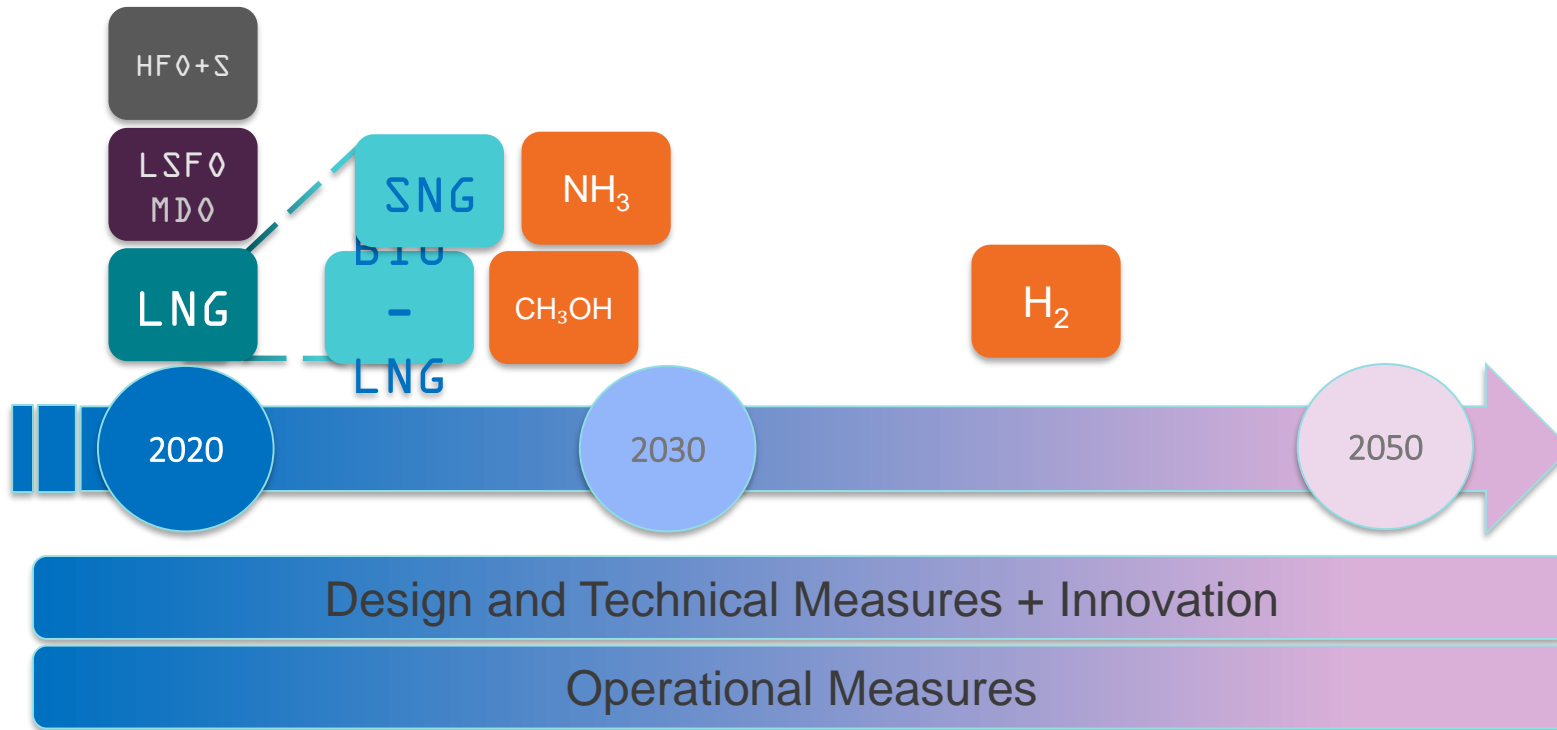 HFO+S
LSFO
MDO
LNG
SNG
BIO
-
LNG
NH₃
CH₃OH
H₂
2020
2030
2050
Design and Technical Measures + Innovation
Operational Measures